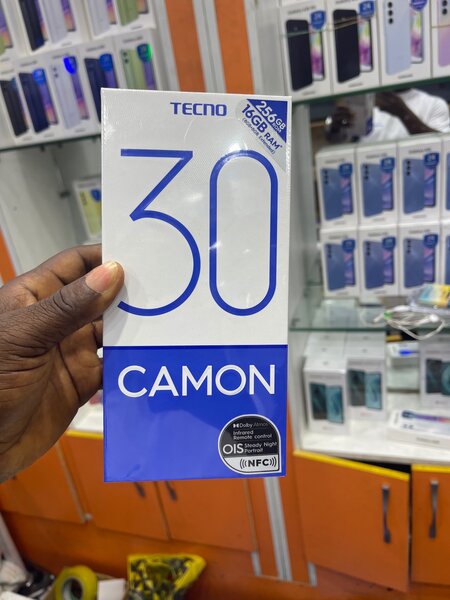 TECNO
256GB
16GB RAM*
30
CAMON
Dolby Atmos
Infrared
Remote control
OIS Steady Night
Portrait
NFC